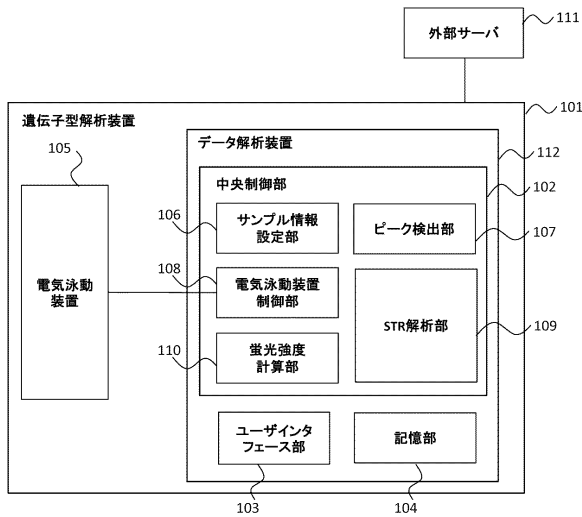 外部サーバ
111
遺伝子型解析装置
101
105
データ解析装置
112
中央制御部
102
106
サンプル情報
設定部
ピーク検出部
107
電気泳動
装置
108
電気泳動装置
制御部
STR解析部
109
110
蛍光強度
計算部
ユーザインタ
フェース部
記憶部
103
104